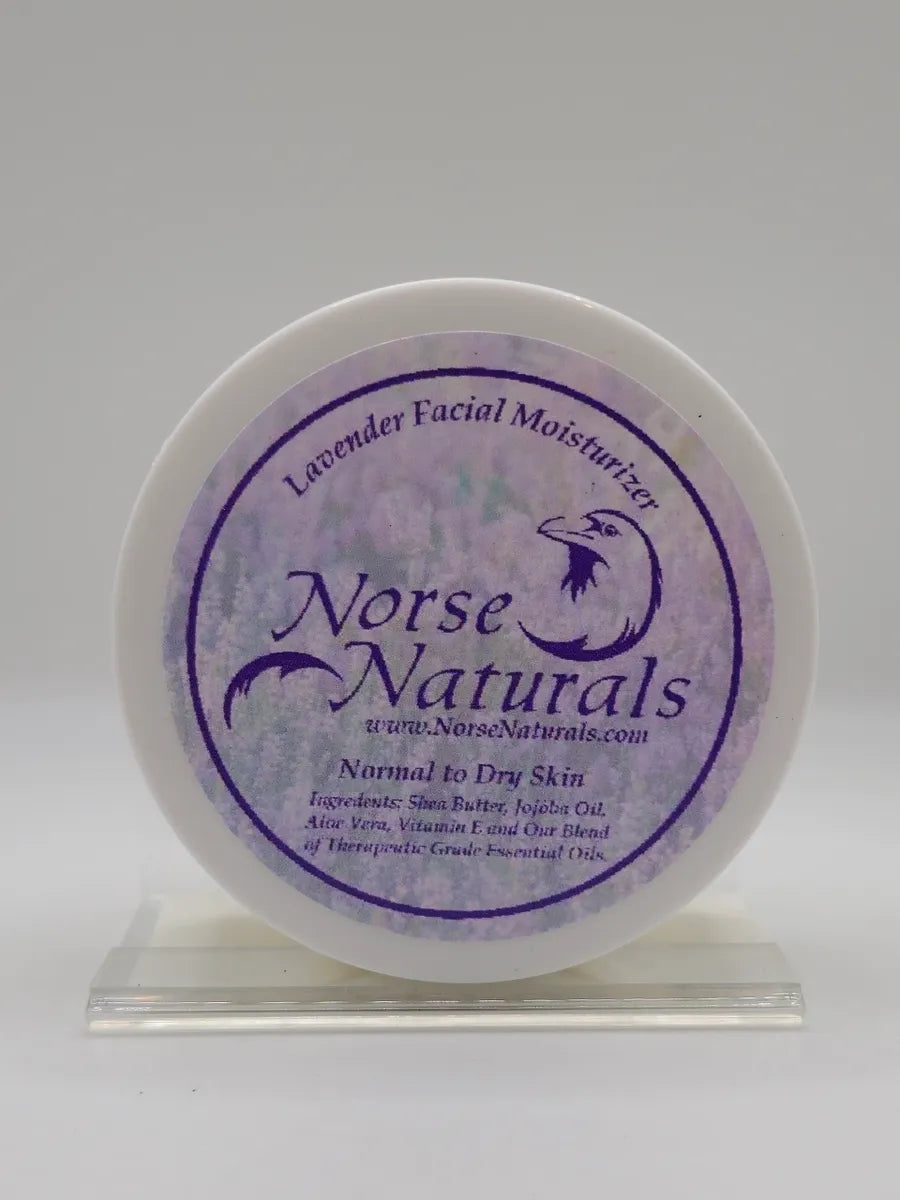 Lavender Facial Moisturizer
Norse
Naturals
www.NorseNaturals.com
Normal to Dry Skin
Ingredients: Shea Butter, Jojoba Oil,
Aloe Vera, Vitamin E and Our Blend
of Therapeutic Grade Essential Oils.